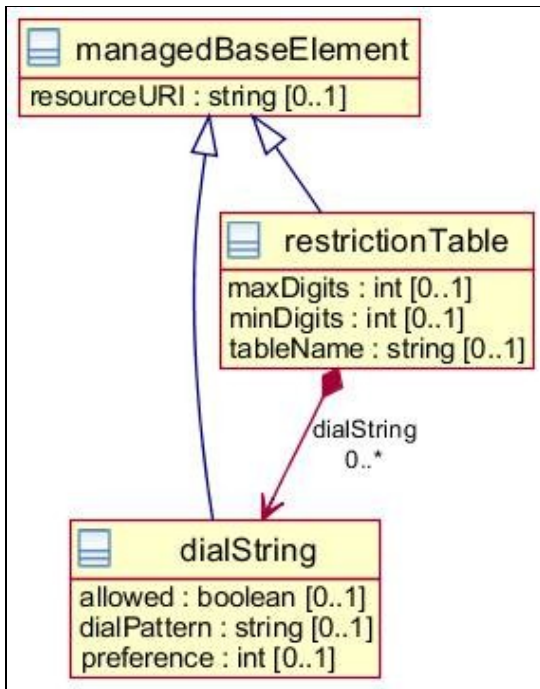 managedBaseElement
resourceURI : string [0..1]
restrictionTable
maxDigits : int [0..1]
minDigits : int [0..1]
tableName : string [0..1]
dialString
0..*
dialString
allowed : boolean [0..1]
dialPattern : string [0..1]
preference : int [0..1]